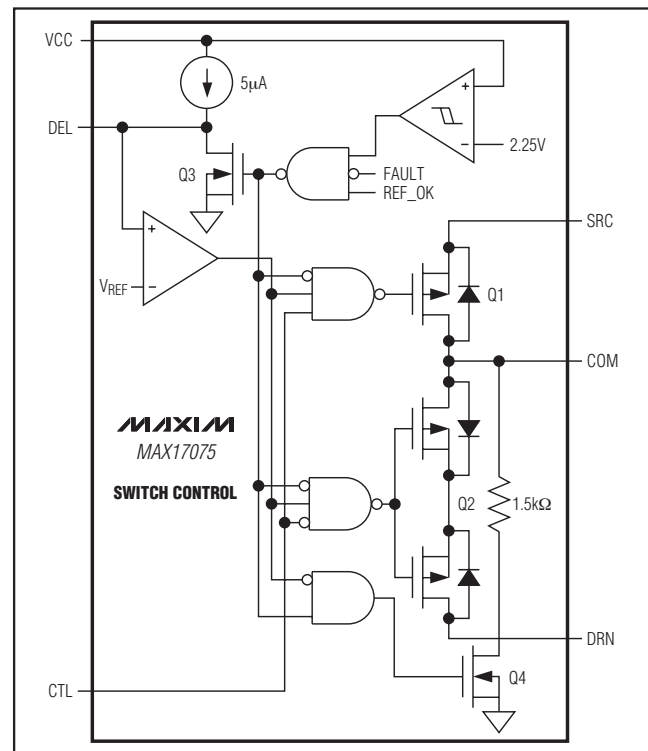 VCC
5µA
DEL
2.25V
Q3
FAULT
REF_OK
SRC
VREF
Q1
COM
MAXIM
MAX17075
SWITCH CONTROL
Q2
1.5kΩ
DRN
Q4
CTL